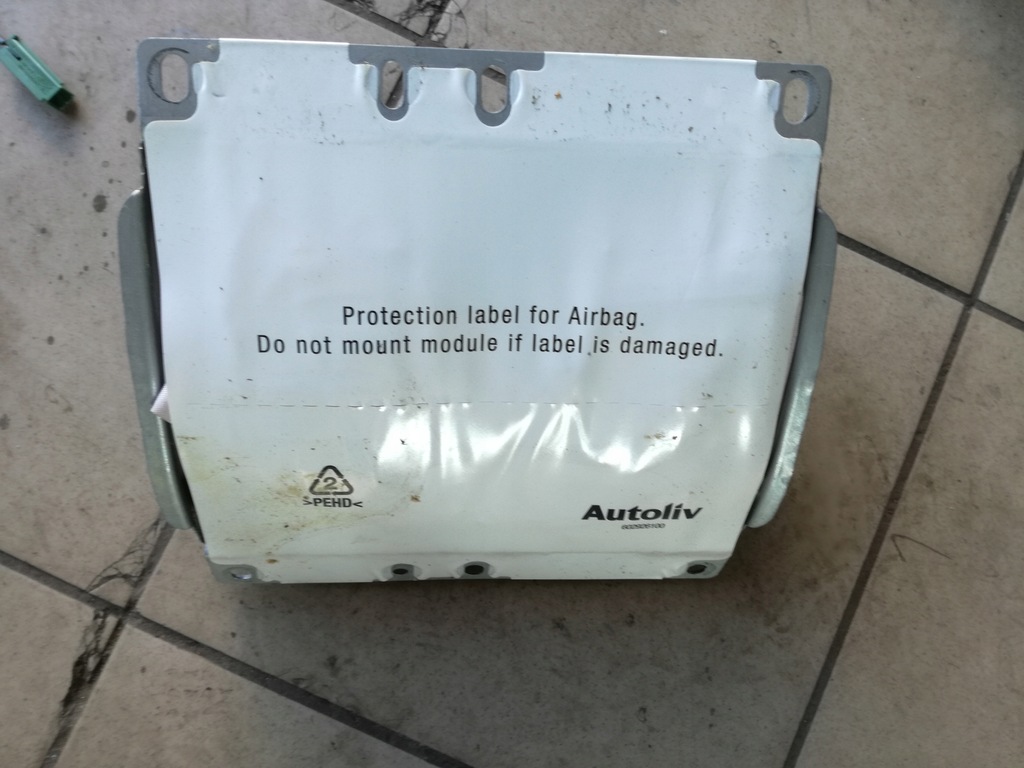 Protection label for Airbag.
Do not mount module if label is damaged.
2
>PEHD<
Autoliv